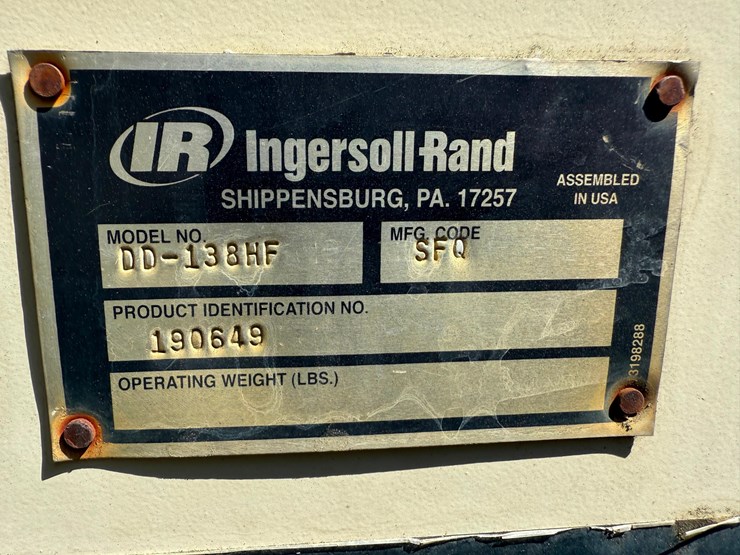 IR Ingersoll-Rand
SHIPPENSBURG, PA. 17257
ASSEMBLED
IN USA
MODEL NO.
DD-138HF
MFG. CODE
SFQ
PRODUCT IDENTIFICATION NO.
190649
OPERATING WEIGHT (LBS.)
3198288